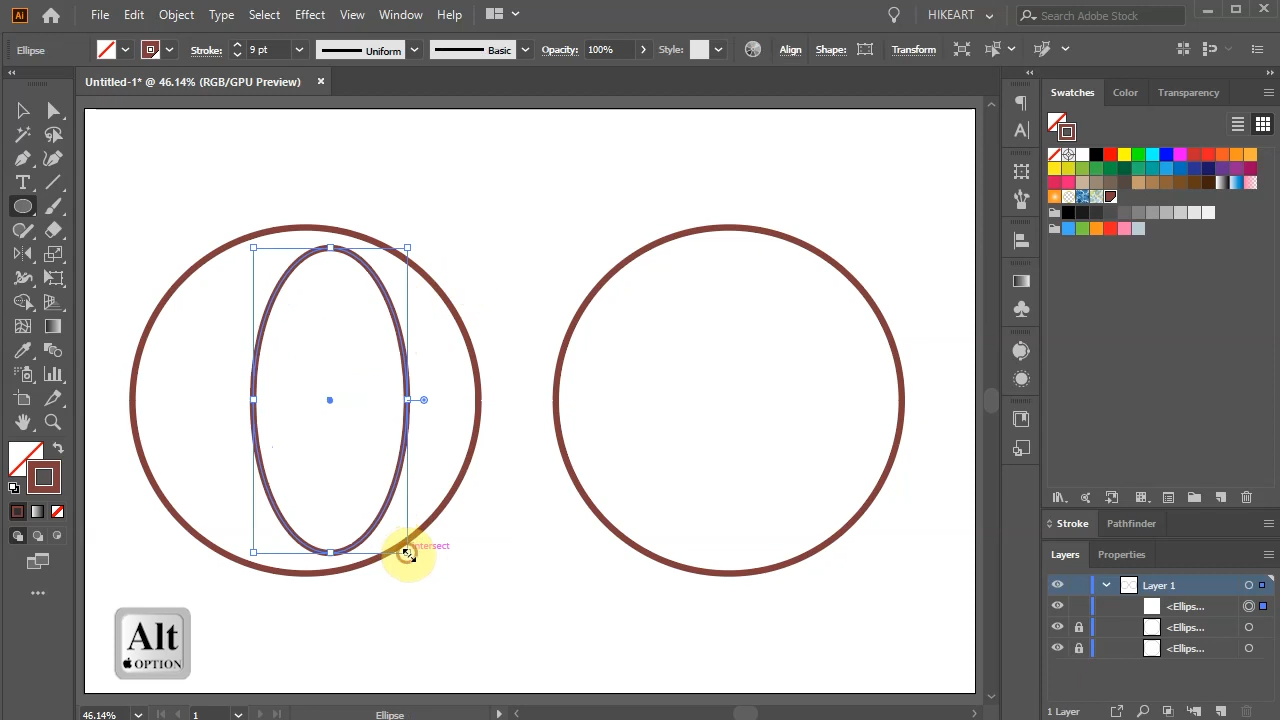 Ai File Edit Object Type Select Effect View Window Help HIKEART Search Adobe Stock
Ellipse Stroke: 9 pt Uniform Basic Opacity: 100% Style: Align Shape: Transform
Untitled-1* @ 46.14% (RGB/GPU Preview)
Swatches Color Transparency
intersect
Stroke Pathfinder
Layers Properties
Layer 1
<Ellips...
<Ellips...
<Ellips...
Alt
OPTION
46.14% 1 Ellipse 1 Layer